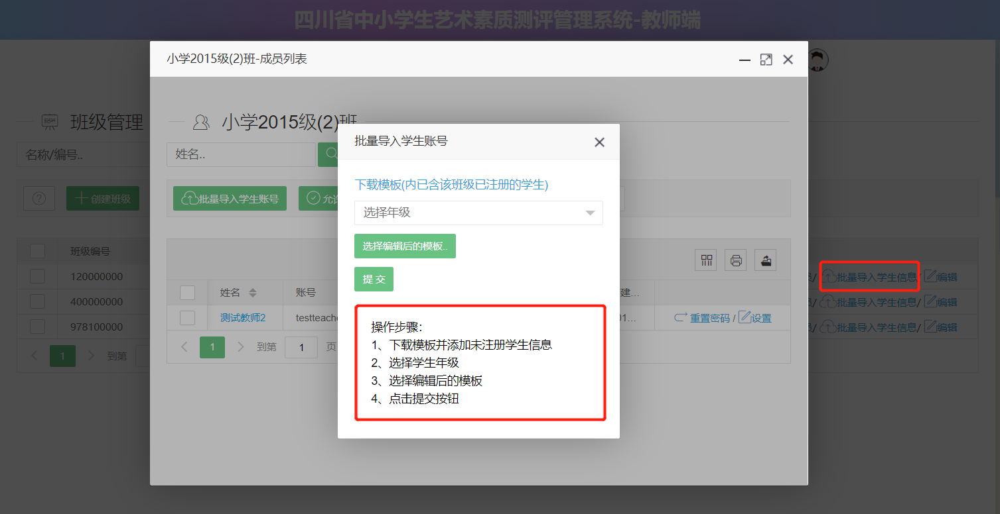 四川省中小学生艺术素质测评管理系统-教师端
小学2015级(2)班-成员列表
班级管理
小学2015级(2)班
名称/编号..
姓名..
批量导入学生账号
下载模板(内已含该班级已注册的学生)
选择年级
选择编辑后的模板..
提 交
操作步骤：
1、下载模板并添加未注册学生信息
2、选择学生年级
3、选择编辑后的模板
4、点击提交按钮
创建班级
批量导入学生账号
允许
班级编号
120000000
400000000
978100000
1
到第
姓名
账号
建...
测试教师2
testteache
01...
重置密码 /
设置
1
到第
1
页
员/
批量导入学生信息/
编辑
员/
批量导入学生信息/
编辑
员/
批量导入学生信息/
编辑